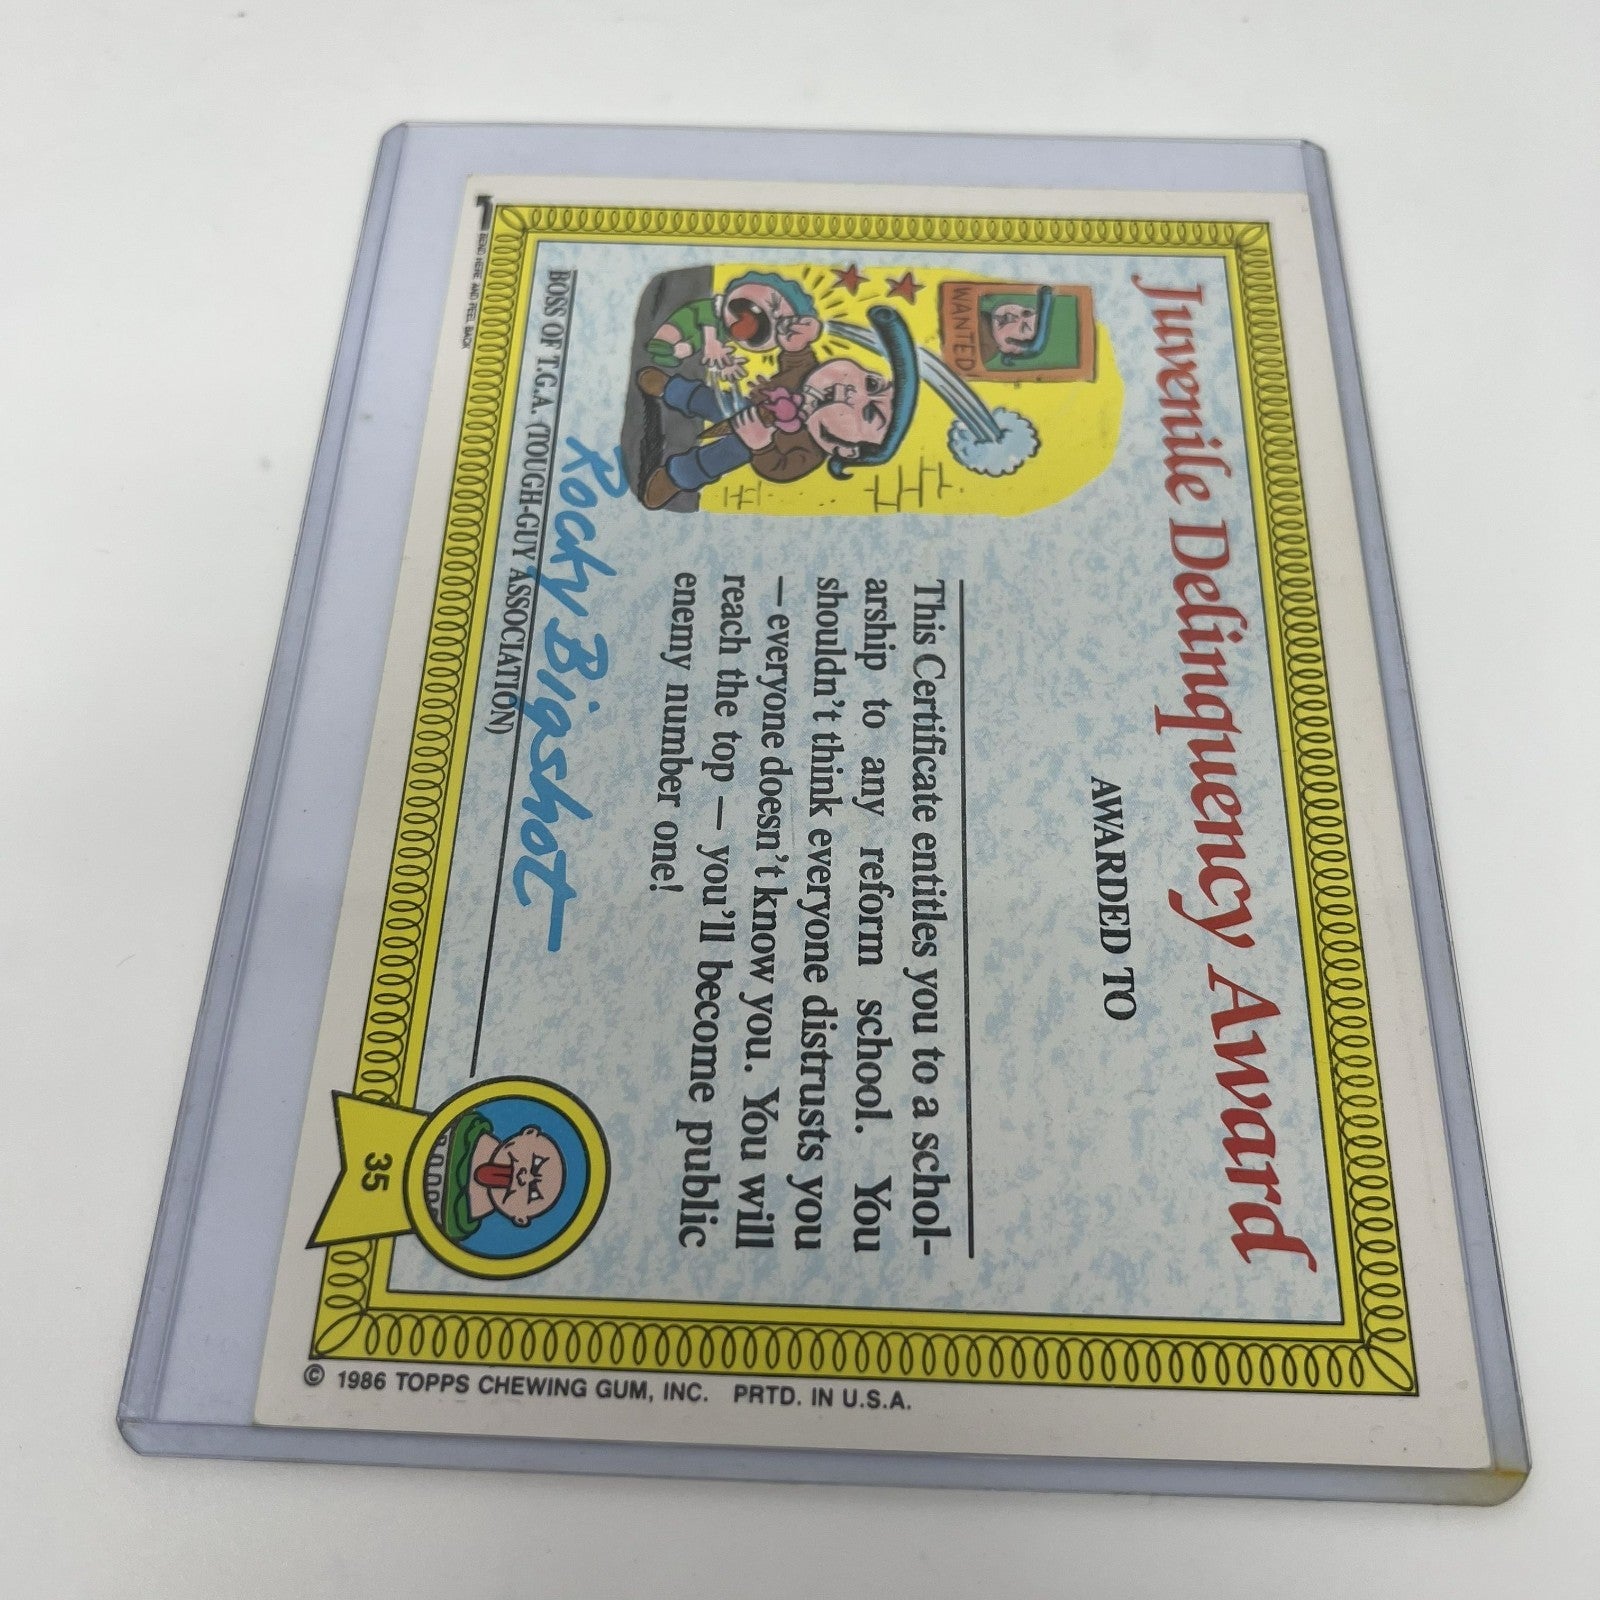 Juvenile Delinquency Award
AWARDED TO
WANTED
This Certificate entitles you to a schol-
arship to any reform school. You
shouldn't think everyone distrusts you
— everyone doesn't know you. You will
reach the top — you'll become public
enemy number one!
Rocky Bigshot
BOSS OF T.G.A. (TOUGH-GUY ASSOCIATION)
35
BEND HERE AND PEEL BACK
© 1986 TOPPS CHEWING GUM, INC. PRTD. IN U.S.A.